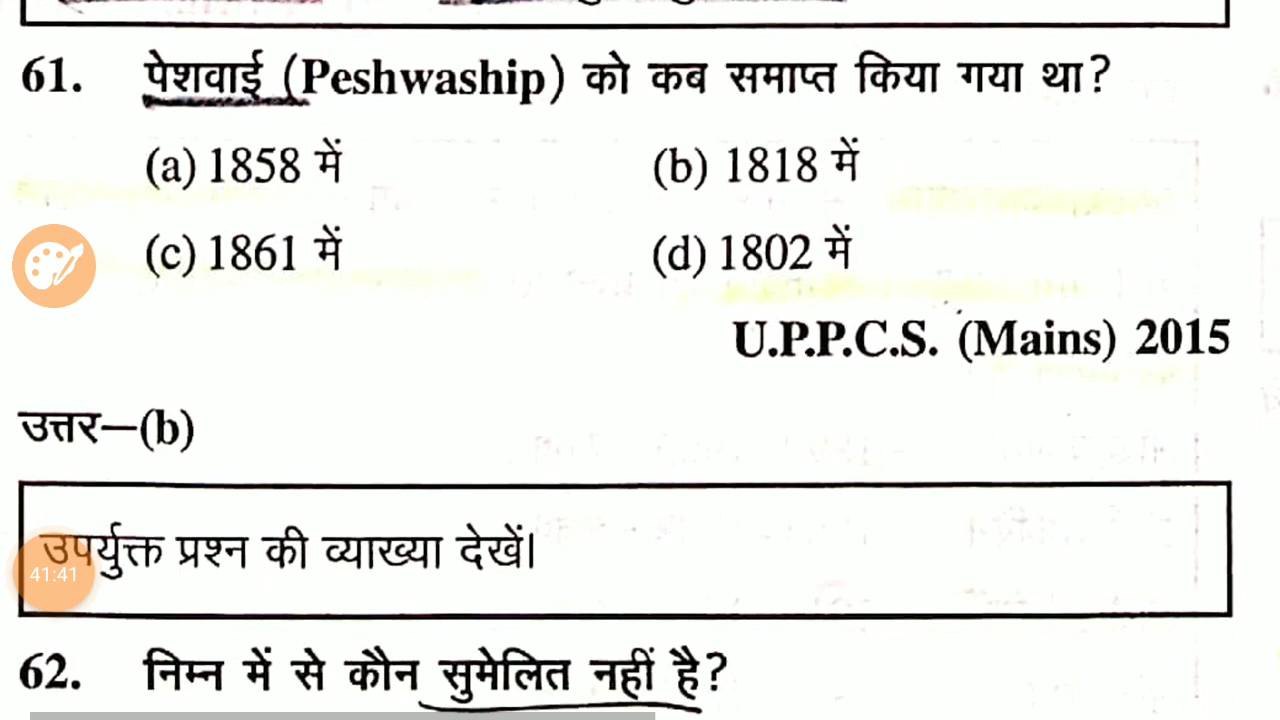 61. पेशवाई (Peshwaship) को कब समाप्त किया गया था?
(a) 1858 में (b) 1818 में
(c) 1861 में (d) 1802 में
U.P.P.C.S. (Mains) 2015
उत्तर—(b)
उपर्युक्त प्रश्न की व्याख्या देखें।
41:41
62. निम्न में से कौन सुमेलित नहीं है?